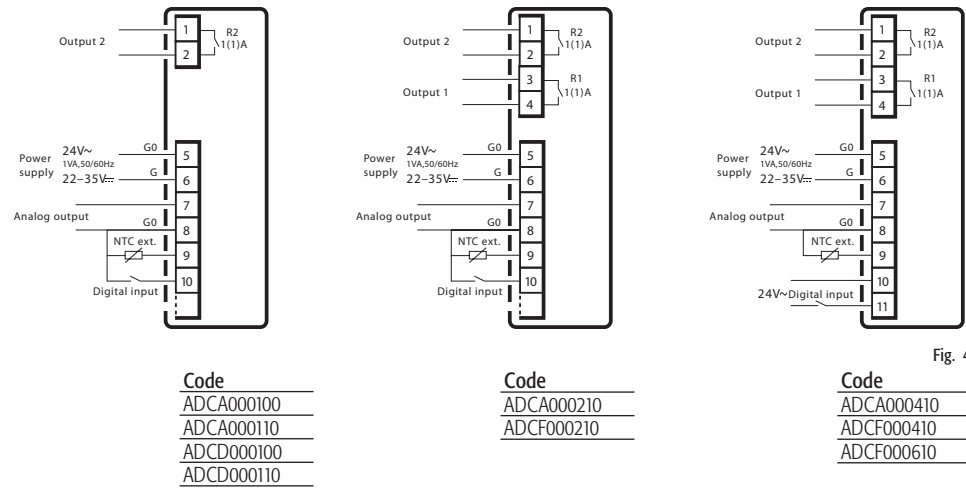 Output 2
1
2
R2
1(1)A
Power supply
24V~
1VA,50/60Hz
22–35V⎓
G0
G
5
6
7
Analog output
G0
8
NTC ext.
9
10
Digital input
Code
ADCA000100
ADCA000110
ADCD000100
ADCD000110
Output 2
1
2
R2
1(1)A
Output 1
3
4
R1
1(1)A
Power supply
24V~
1VA,50/60Hz
22–35V⎓
G0
G
5
6
7
Analog output
G0
8
NTC ext.
9
10
Digital input
Code
ADCA000210
ADCF000210
Output 2
1
2
R2
1(1)A
Output 1
3
4
R1
1(1)A
Power supply
24V~
1VA,50/60Hz
22–35V⎓
G0
G
5
6
7
Analog output
G0
8
NTC ext.
9
10
24V~Digital input
11
Fig. 4
Code
ADCA000410
ADCF000410
ADCF000610